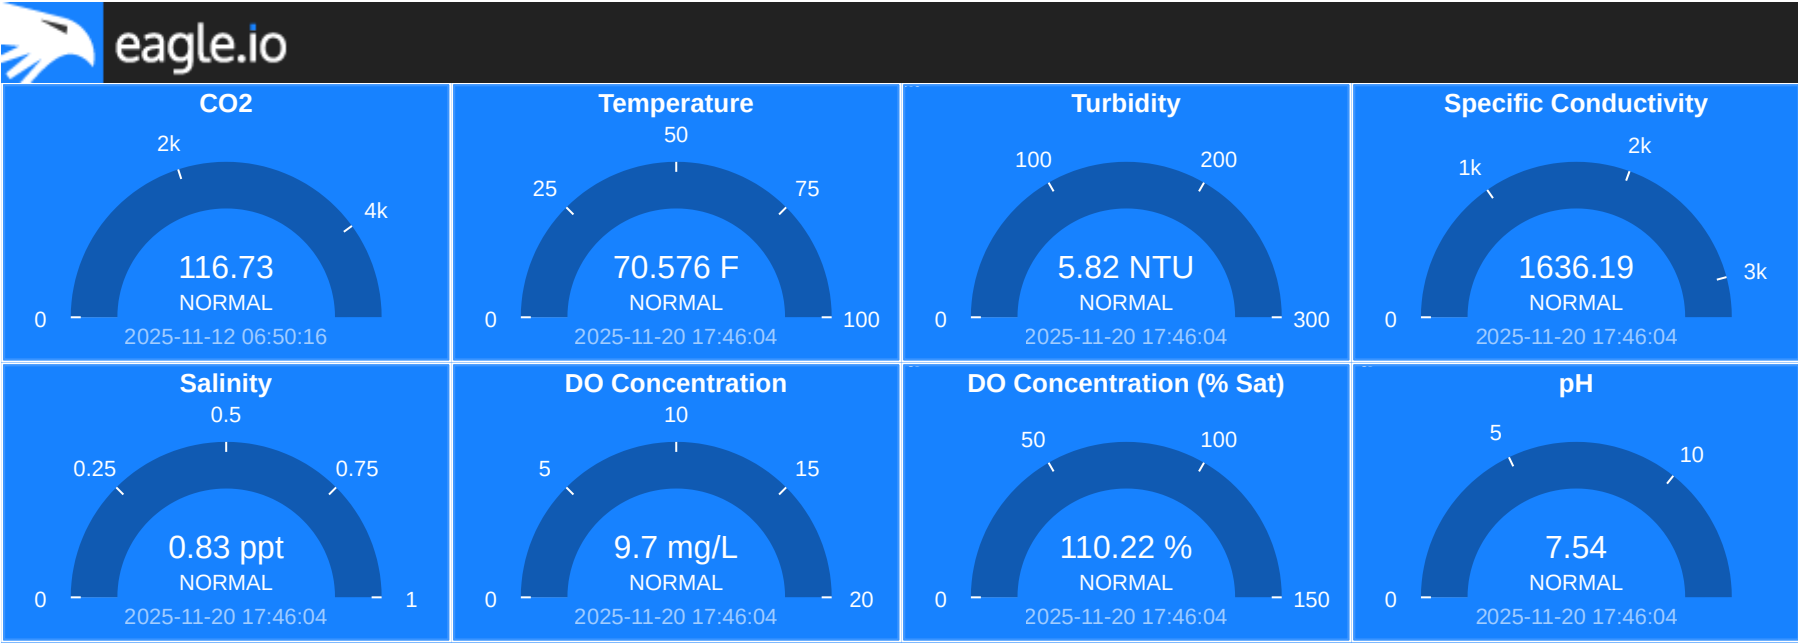 eagle.io
CO2
2k
4k
0
116.73
NORMAL
2025-11-12 06:50:16
Temperature
50
25
75
0
100
70.576 F
NORMAL
2025-11-20 17:46:04
Turbidity
100
200
0
300
5.82 NTU
NORMAL
2025-11-20 17:46:04
Specific Conductivity
2k
1k
3k
0
1636.19
NORMAL
2025-11-20 17:46:04
Salinity
0.5
0.25
0.75
0
1
0.83 ppt
NORMAL
2025-11-20 17:46:04
DO Concentration
10
5
15
0
20
9.7 mg/L
NORMAL
2025-11-20 17:46:04
DO Concentration (% Sat)
50
100
0
150
110.22 %
NORMAL
2025-11-20 17:46:04
pH
5
10
0
7.54
NORMAL
2025-11-20 17:46:04